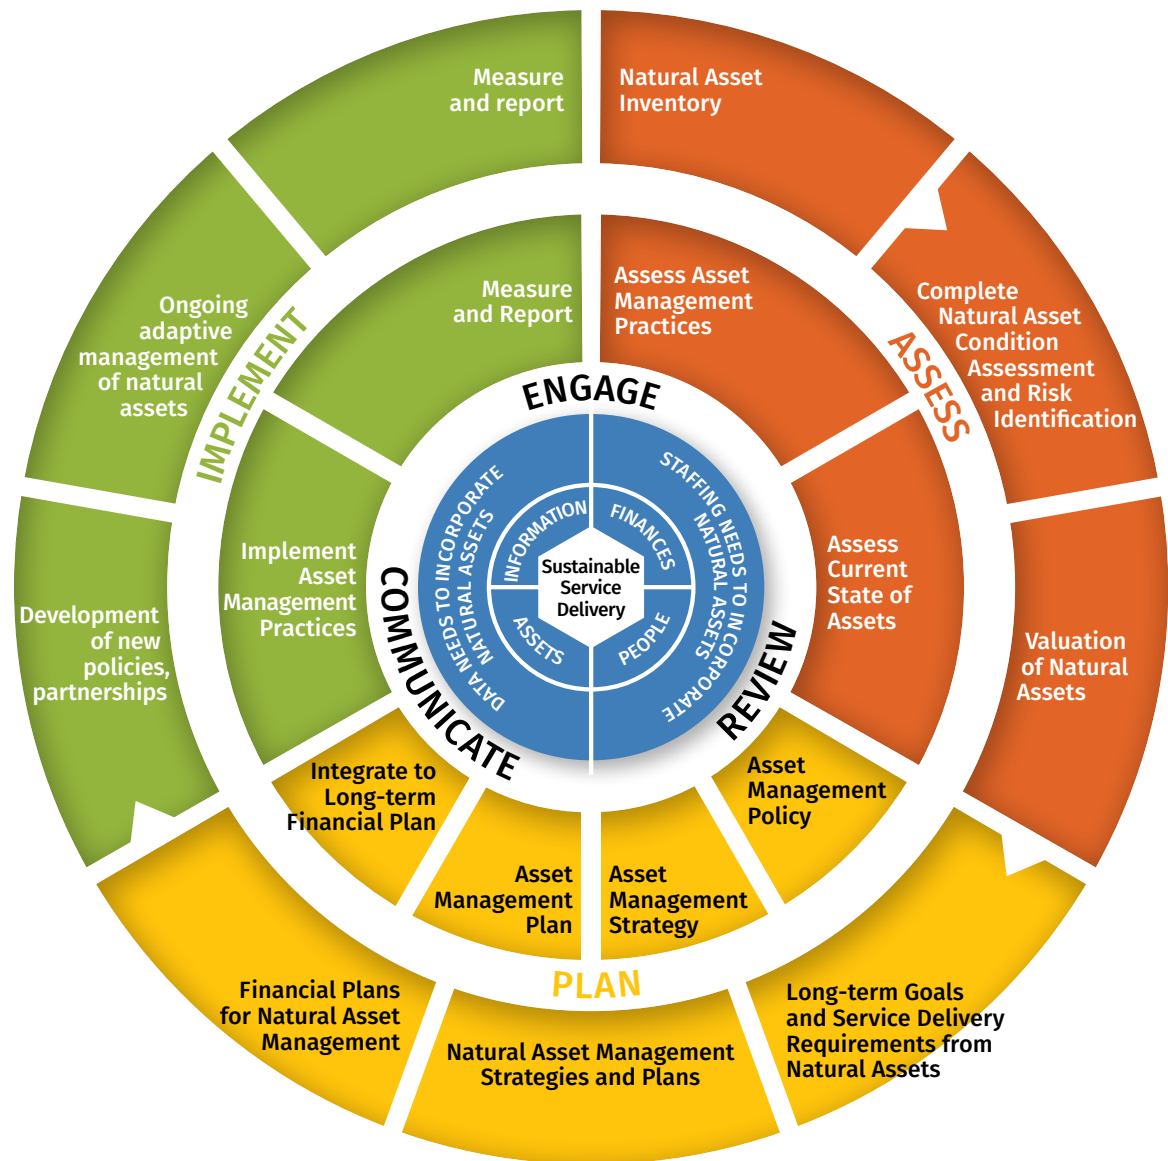 Measure
and report
Natural Asset
Inventory
Complete
Natural Asset
Condition
Assessment
and Risk
Identification
Valuation
of Natural
Assets
Long-term Goals
and Service Delivery
Requirements from
Natural Assets
Natural Asset Management
Strategies and Plans
Financial Plans
for Natural Asset
Management
Development
of new
policies,
partnerships
Ongoing
adaptive
management
of natural
assets
IMPLEMENT
ASSESS
PLAN
Measure
and Report
Assess Asset
Management
Practices
Assess
Current
State of
Assets
Asset
Management
Policy
Asset
Management
Strategy
Asset
Management
Plan
Integrate to
Long-term
Financial Plan
Implement
Asset
Management
Practices
ENGAGE
REVIEW
COMMUNICATE
DATA NEEDS TO INCORPORATE
NATURAL ASSETS
STAFFING NEEDS TO INCORPORATE
NATURAL ASSETS
INFORMATION
FINANCES
PEOPLE
ASSETS
Sustainable
Service
Delivery